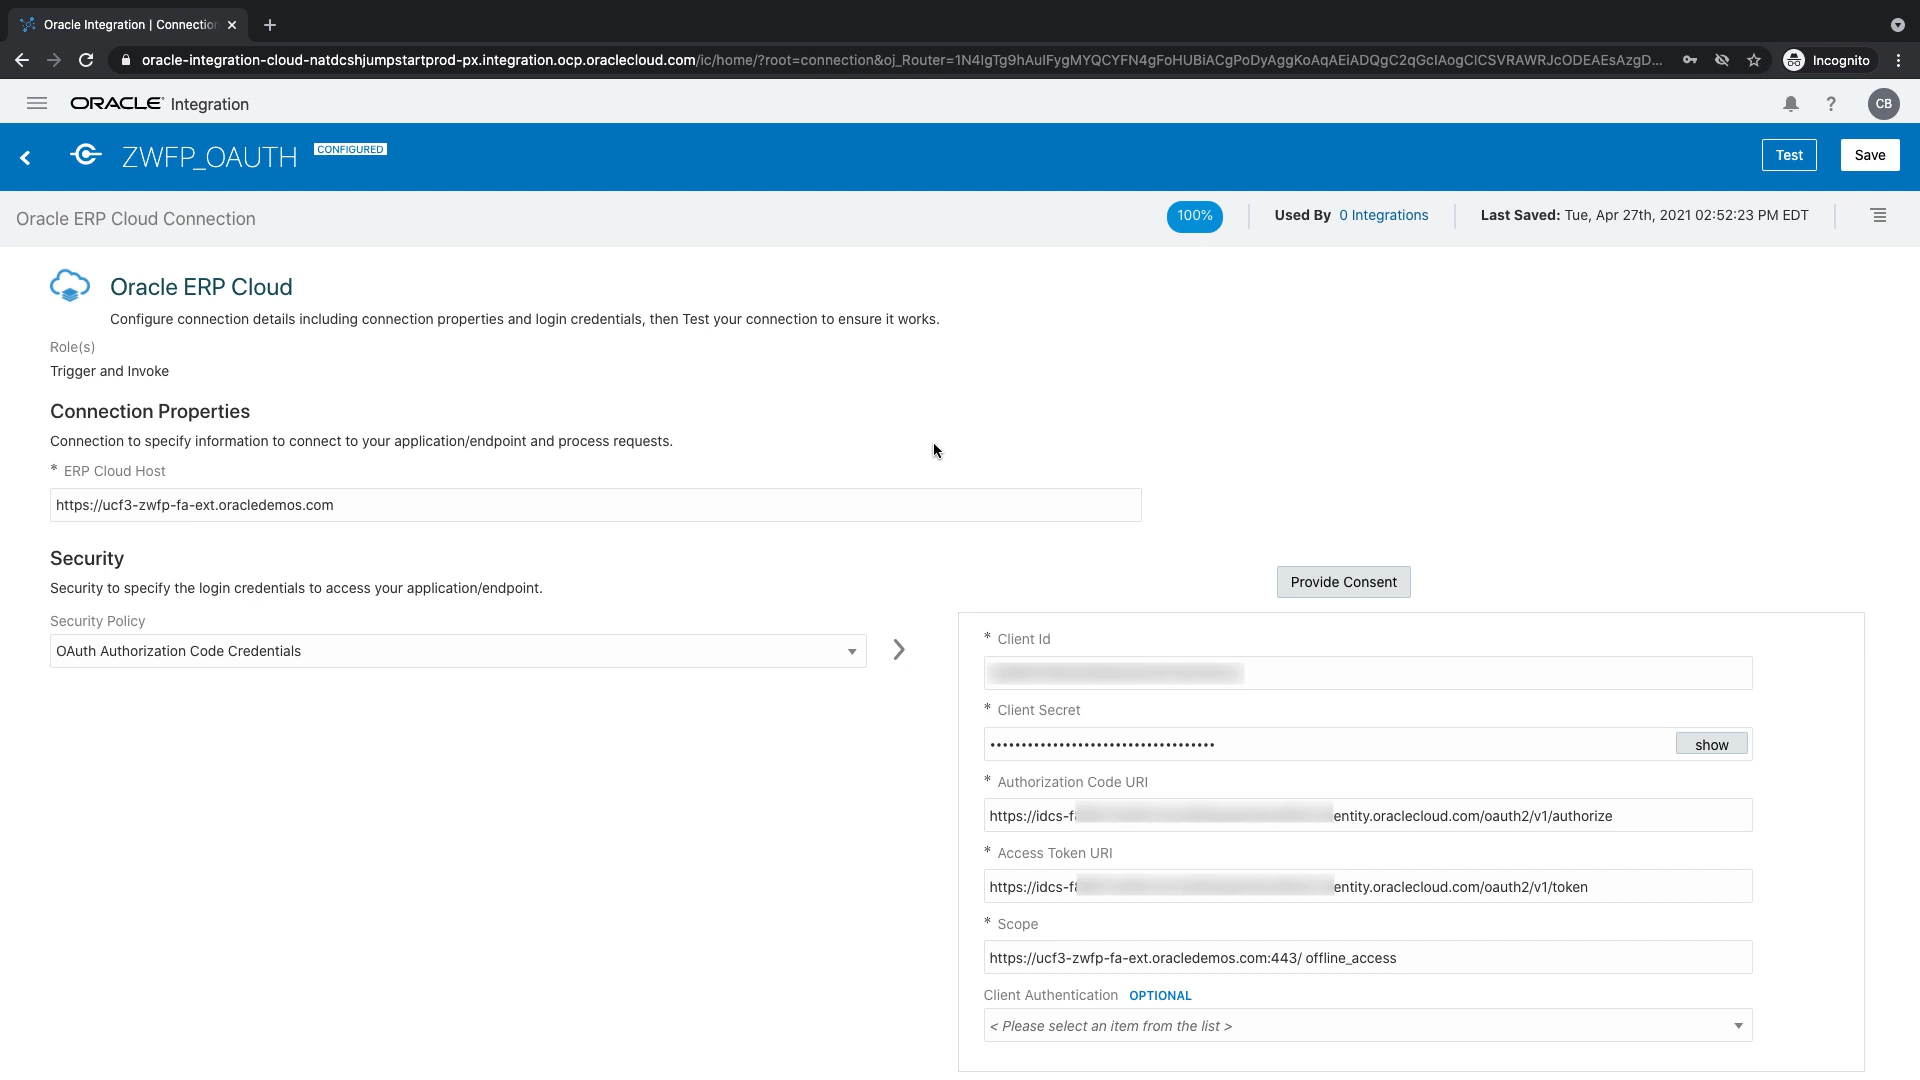 Oracle Integration | Connection
oracle-integration-cloud-natdcshjumpstartprod-px.integration.ocp.oraclecloud.com/ic/home/?root=connection&oj_Router=1N4IgTg9hAuIFygMYQCYFN4gFoHUBiACgPoDyAggKoAqAEiADQgC2qGcIAogCICSVRAWRJcODEAEsAzgD...
Incognito
ORACLE Integration
? CB
ZWFP_OAUTH CONFIGURED
Test Save
Oracle ERP Cloud Connection
100% Used By 0 Integrations Last Saved: Tue, Apr 27th, 2021 02:52:23 PM EDT
Oracle ERP Cloud
Configure connection details including connection properties and login credentials, then Test your connection to ensure it works.
Role(s)
Trigger and Invoke
Connection Properties
Connection to specify information to connect to your application/endpoint and process requests.
* ERP Cloud Host
https://ucf3-zwfp-fa-ext.oracledemos.com
Security
Security to specify the login credentials to access your application/endpoint.
Security Policy
OAuth Authorization Code Credentials
Provide Consent
* Client Id
* Client Secret
•••••••••••••••••••••••••••••••••••• show
* Authorization Code URI
https://idcs-f entity.oraclecloud.com/oauth2/v1/authorize
* Access Token URI
https://idcs-f entity.oraclecloud.com/oauth2/v1/token
* Scope
https://ucf3-zwfp-fa-ext.oracledemos.com:443/ offline_access
Client Authentication OPTIONAL
< Please select an item from the list >